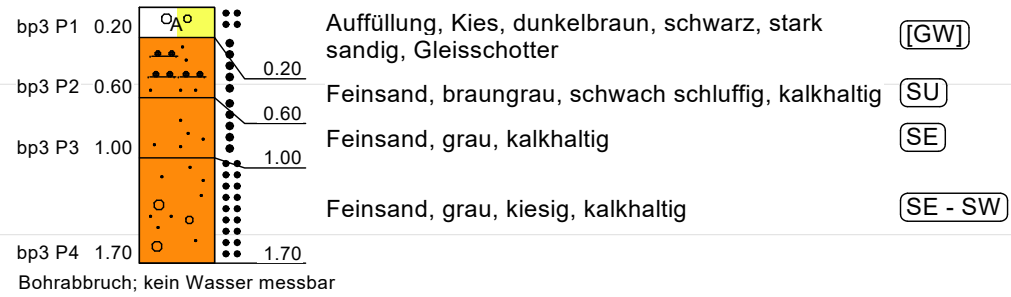 bp3 P1 0.20 A Auffüllung, Kies, dunkelbraun, schwarz, stark [GW]
sandig, Gleisschotter
0.20
bp3 P2 0.60 Feinsand, braungrau, schwach schluffig, kalkhaltig SU
0.60
bp3 P3 1.00 Feinsand, grau, kalkhaltig SE
1.00
Feinsand, grau, kiesig, kalkhaltig SE - SW
bp3 P4 1.70 1.70
Bohrabbruch; kein Wasser messbar